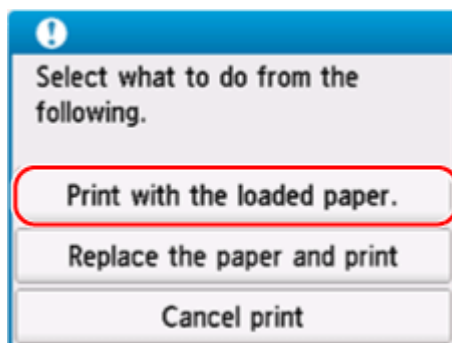 Select what to do from the
following.
Print with the loaded paper.
Replace the paper and print
Cancel print